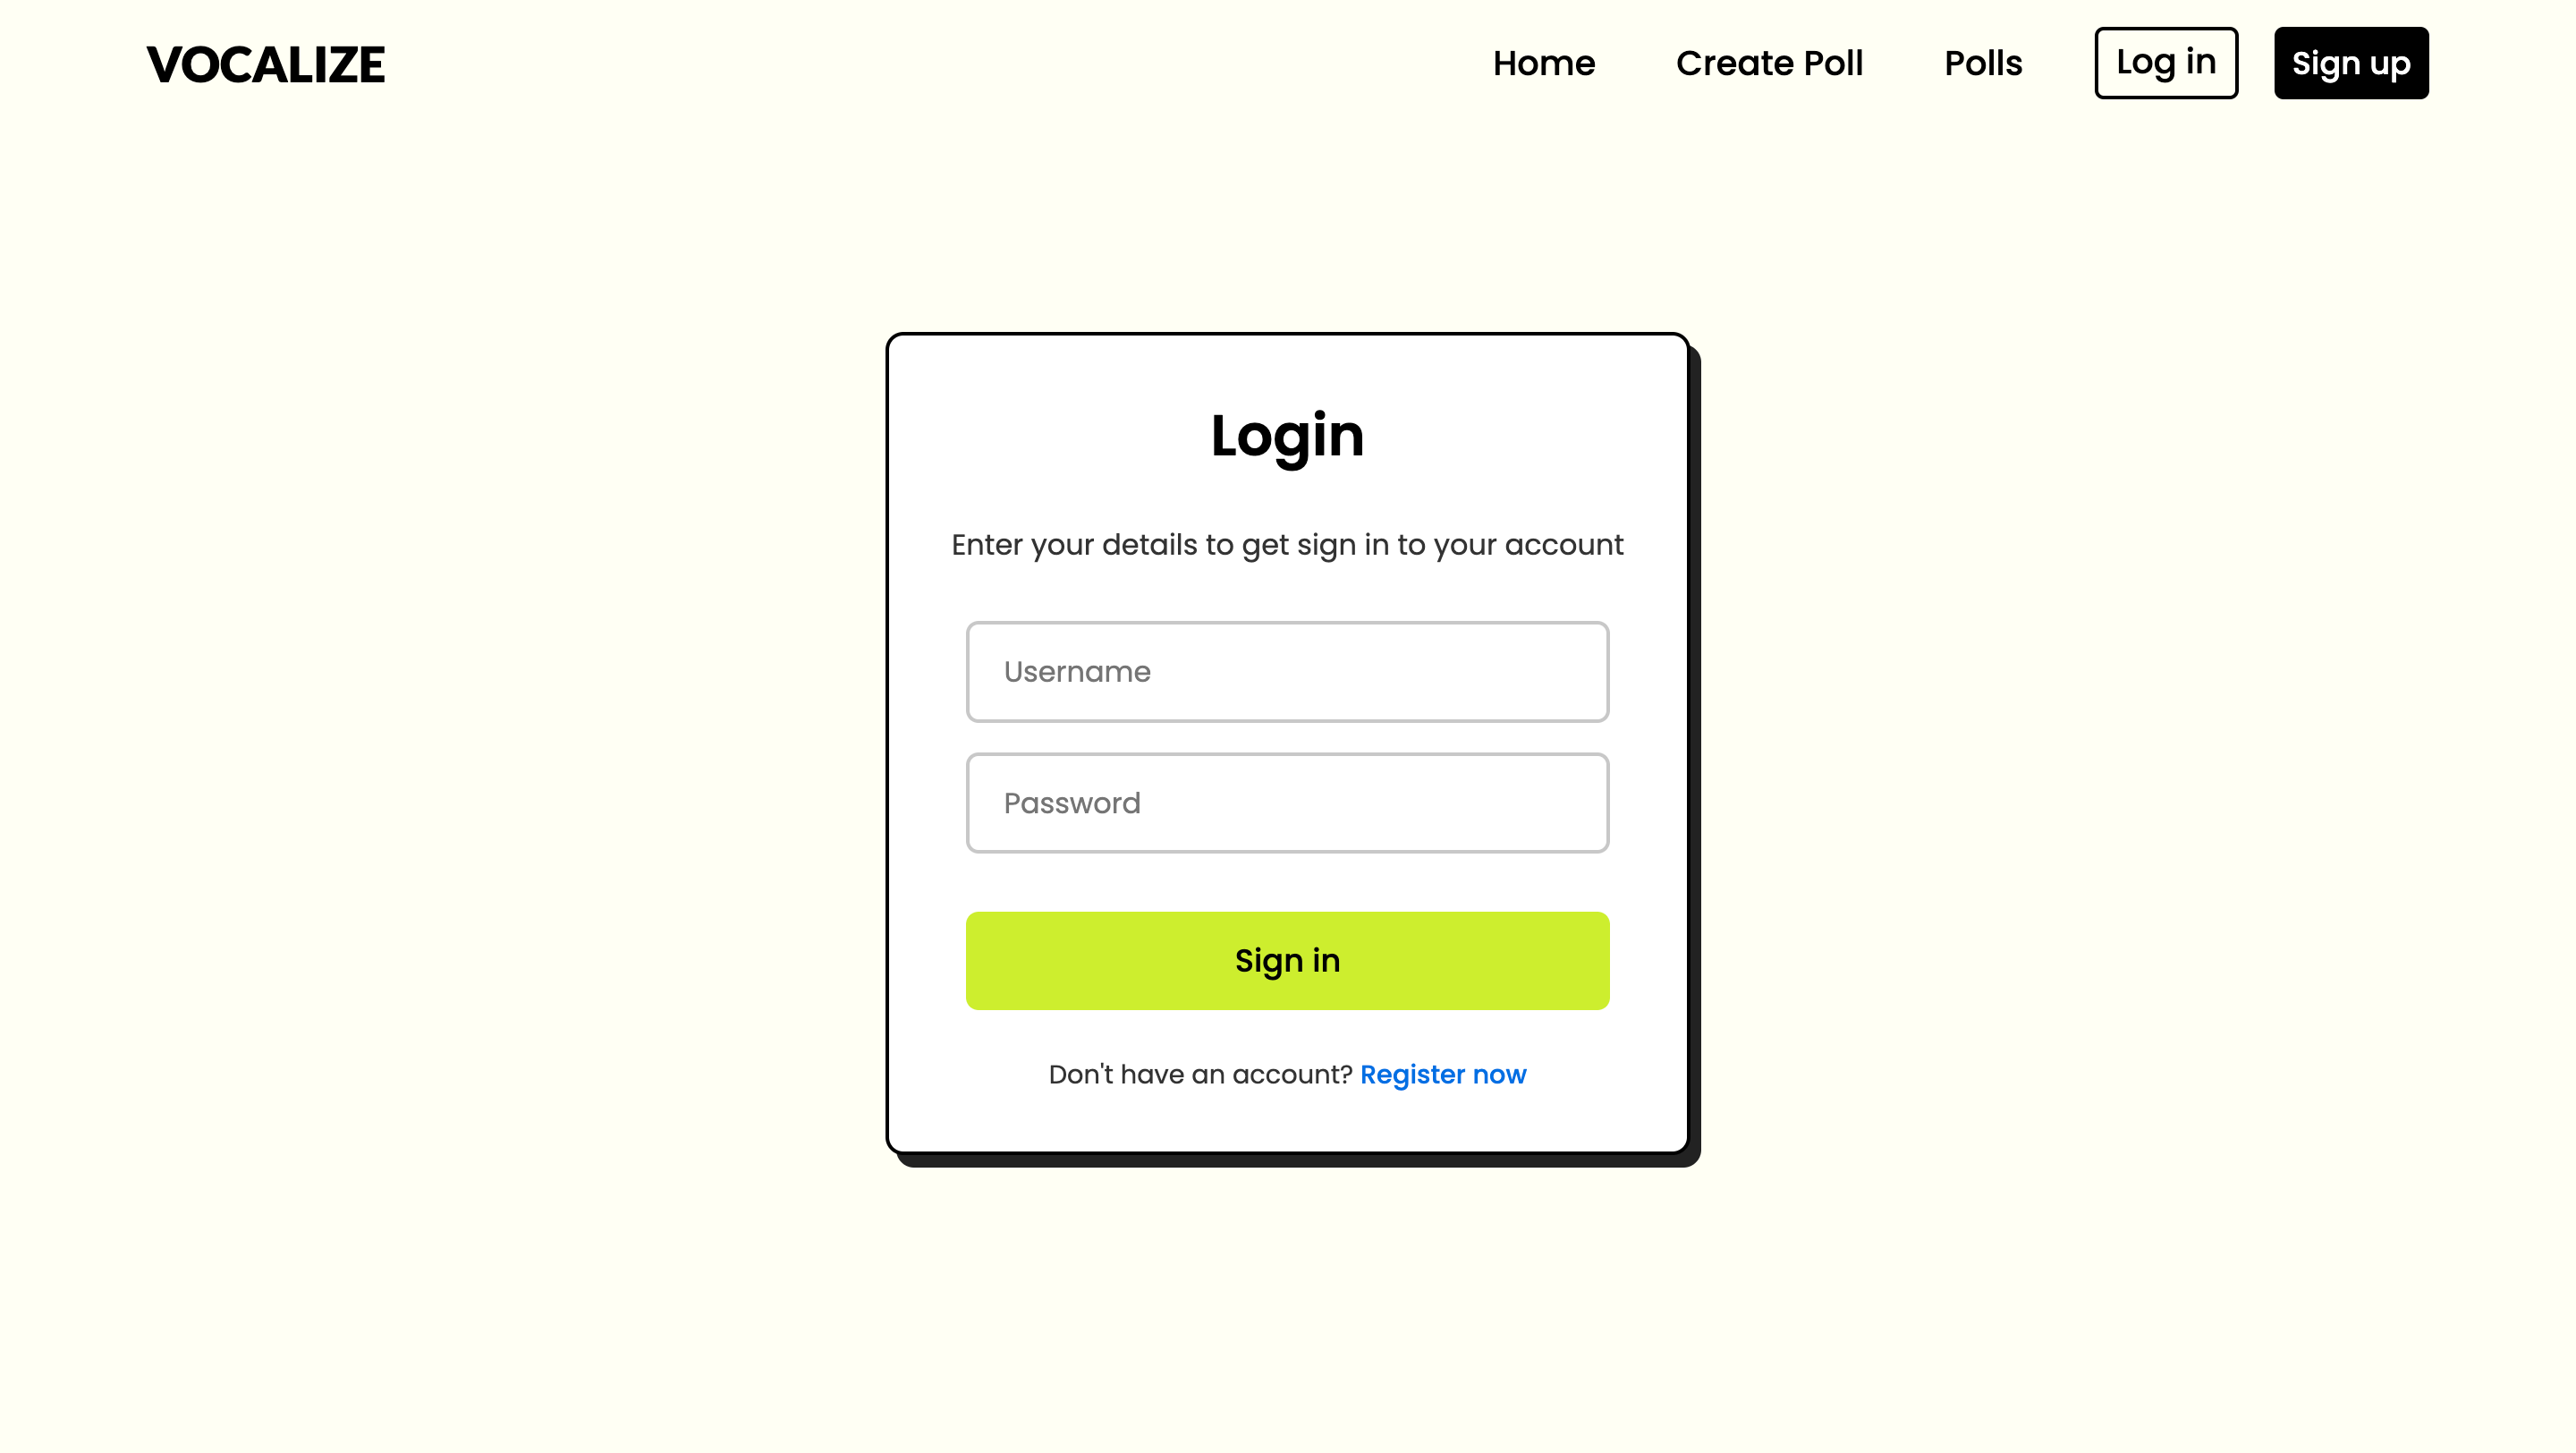 VOCALIZE
Home
Create Poll
Polls
Log in
Sign up
Login
Enter your details to get sign in to your account
Username
Password
Sign in
Don't have an account? Register now